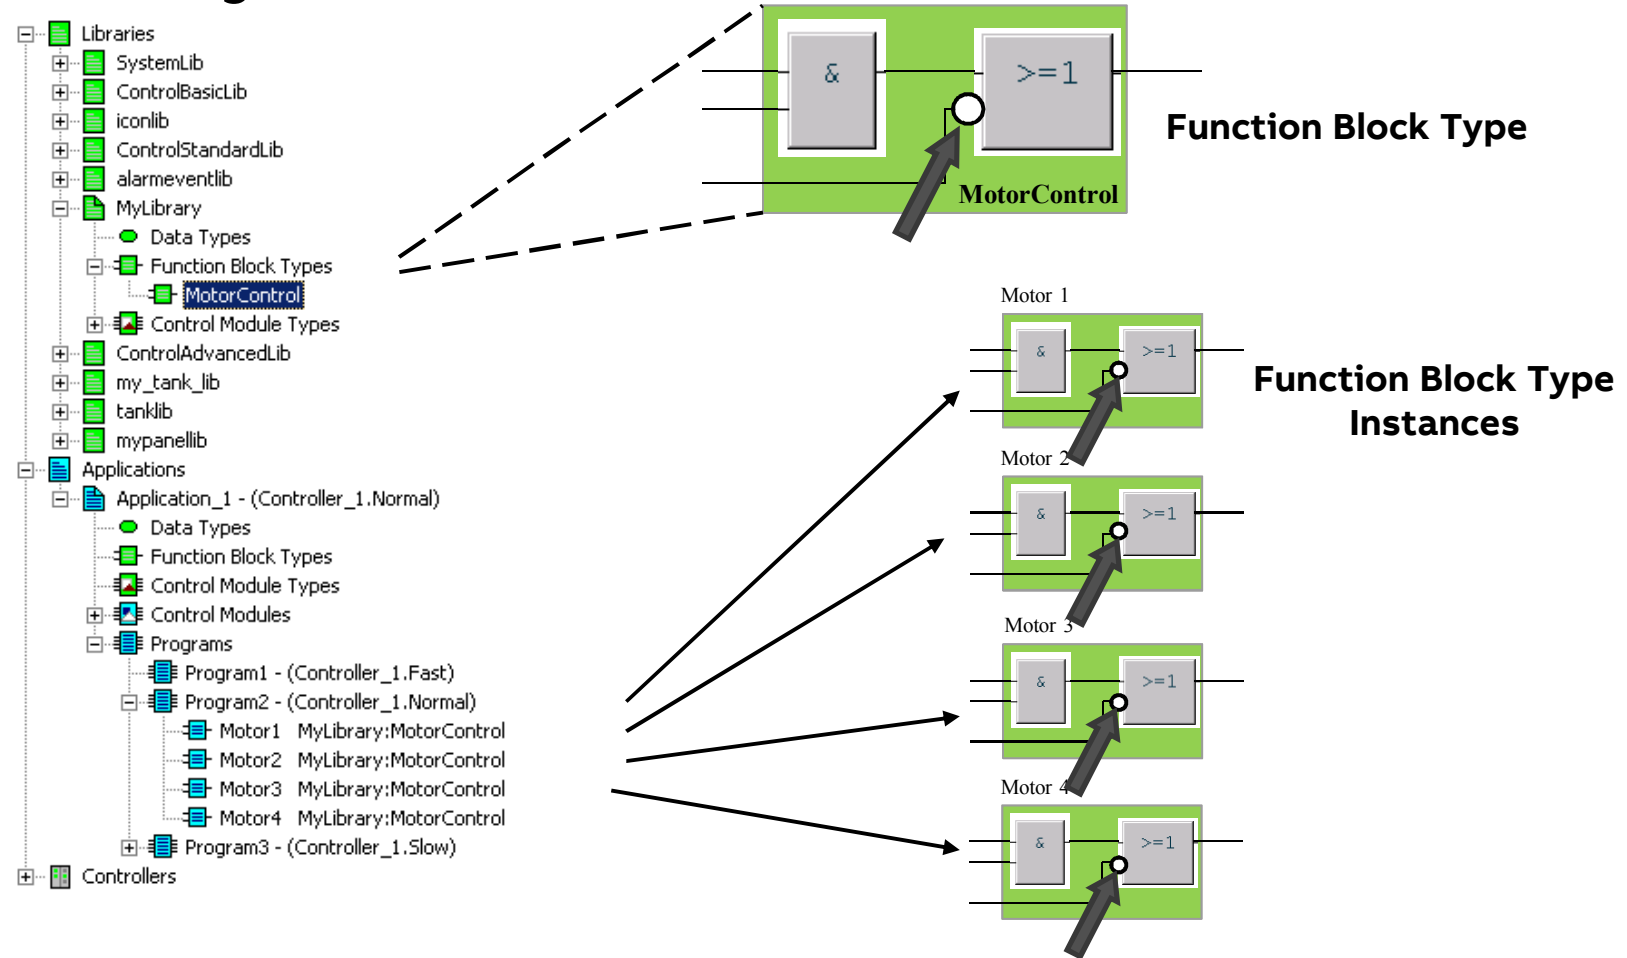 Libraries
SystemLib
ControlBasicLib
iconlib
ControlStandardLib
alarmeventlib
MyLibrary
Data Types
Function Block Types
MotorControl
Control Module Types
ControlAdvancedLib
my_tank_lib
tanklib
mypanellib
Applications
Application_1 - (Controller_1.Normal)
Data Types
Function Block Types
Control Module Types
Control Modules
Programs
Program1 - (Controller_1.Fast)
Program2 - (Controller_1.Normal)
Motor1 MyLibrary:MotorControl
Motor2 MyLibrary:MotorControl
Motor3 MyLibrary:MotorControl
Motor4 MyLibrary:MotorControl
Program3 - (Controller_1.Slow)
Controllers
& >=1
MotorControl
Function Block Type
Motor 1
& >=1
Function Block Type
Instances
Motor 2
& >=1
Motor 3
& >=1
Motor 4
& >=1